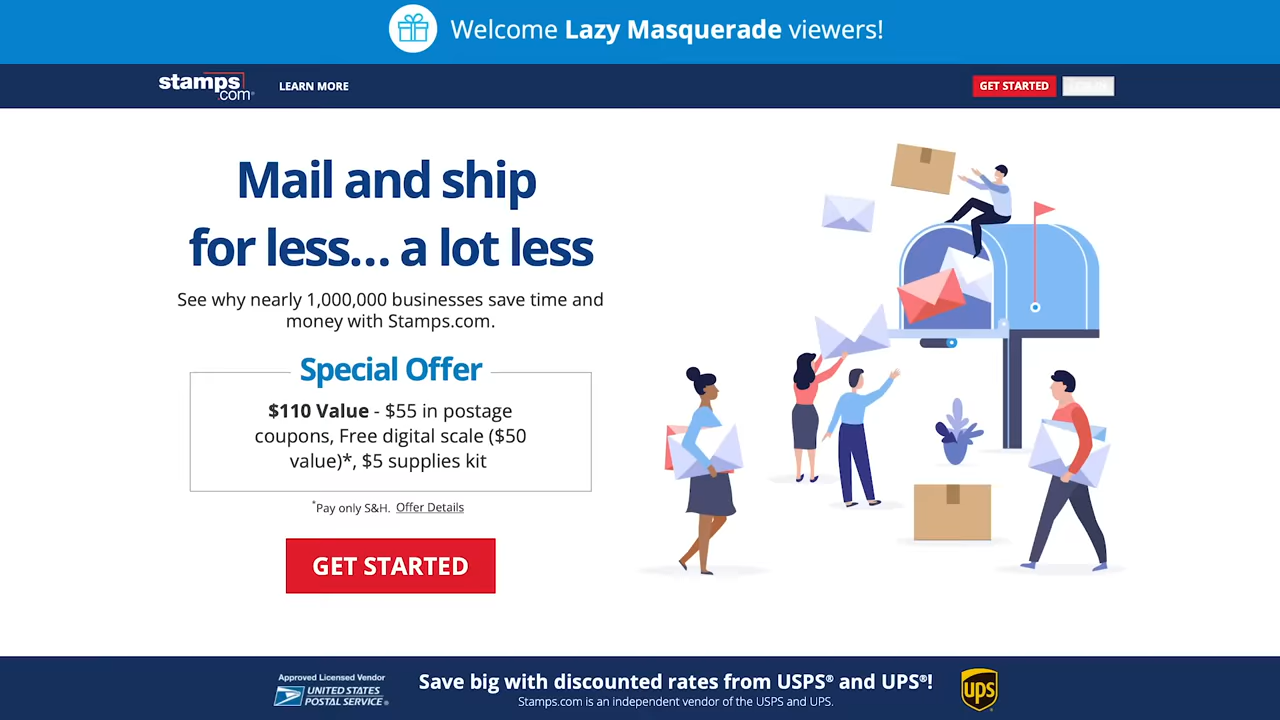 Welcome Lazy Masquerade viewers!
stamps
.com®
LEARN MORE
GET STARTED
Mail and ship
for less... a lot less
See why nearly 1,000,000 businesses save time and
money with Stamps.com.
Special Offer
$110 Value - $55 in postage
coupons, Free digital scale ($50
value)*, $5 supplies kit
*Pay only S&H. Offer Details
GET STARTED
Approved Licensed Vendor
UNITED STATES
POSTAL SERVICE®
Save big with discounted rates from USPS® and UPS®!
Stamps.com is an independent vendor of the USPS and UPS.
ups